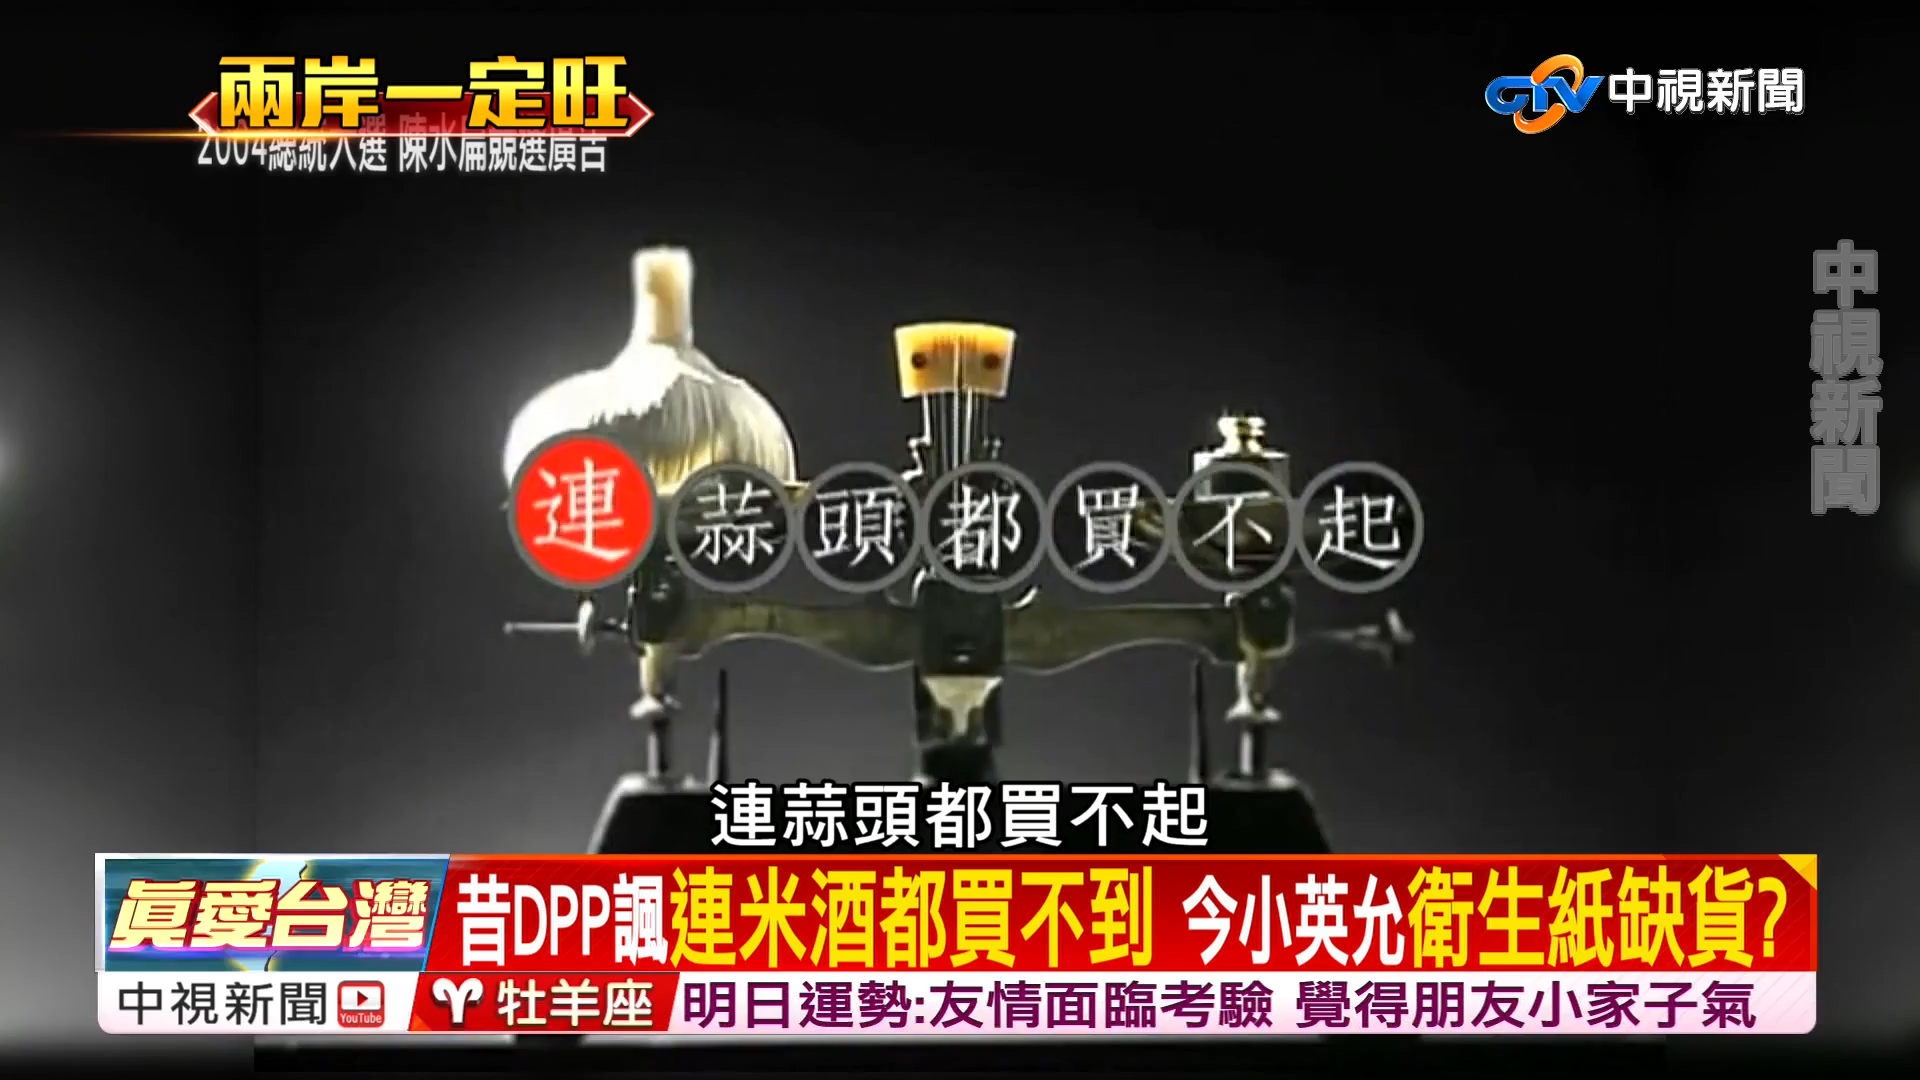 兩岸一定旺
CTV 中視新聞
2004總統大選 陳水扁競選廣告
中視新聞
連蒜頭都買不起
連蒜頭都買不起
真愛台灣
昔DPP諷連米酒都買不到 今小英允衛生紙缺貨?
中視新聞 YouTube
牡羊座 明日運勢:友情面臨考驗 覺得朋友小家子氣